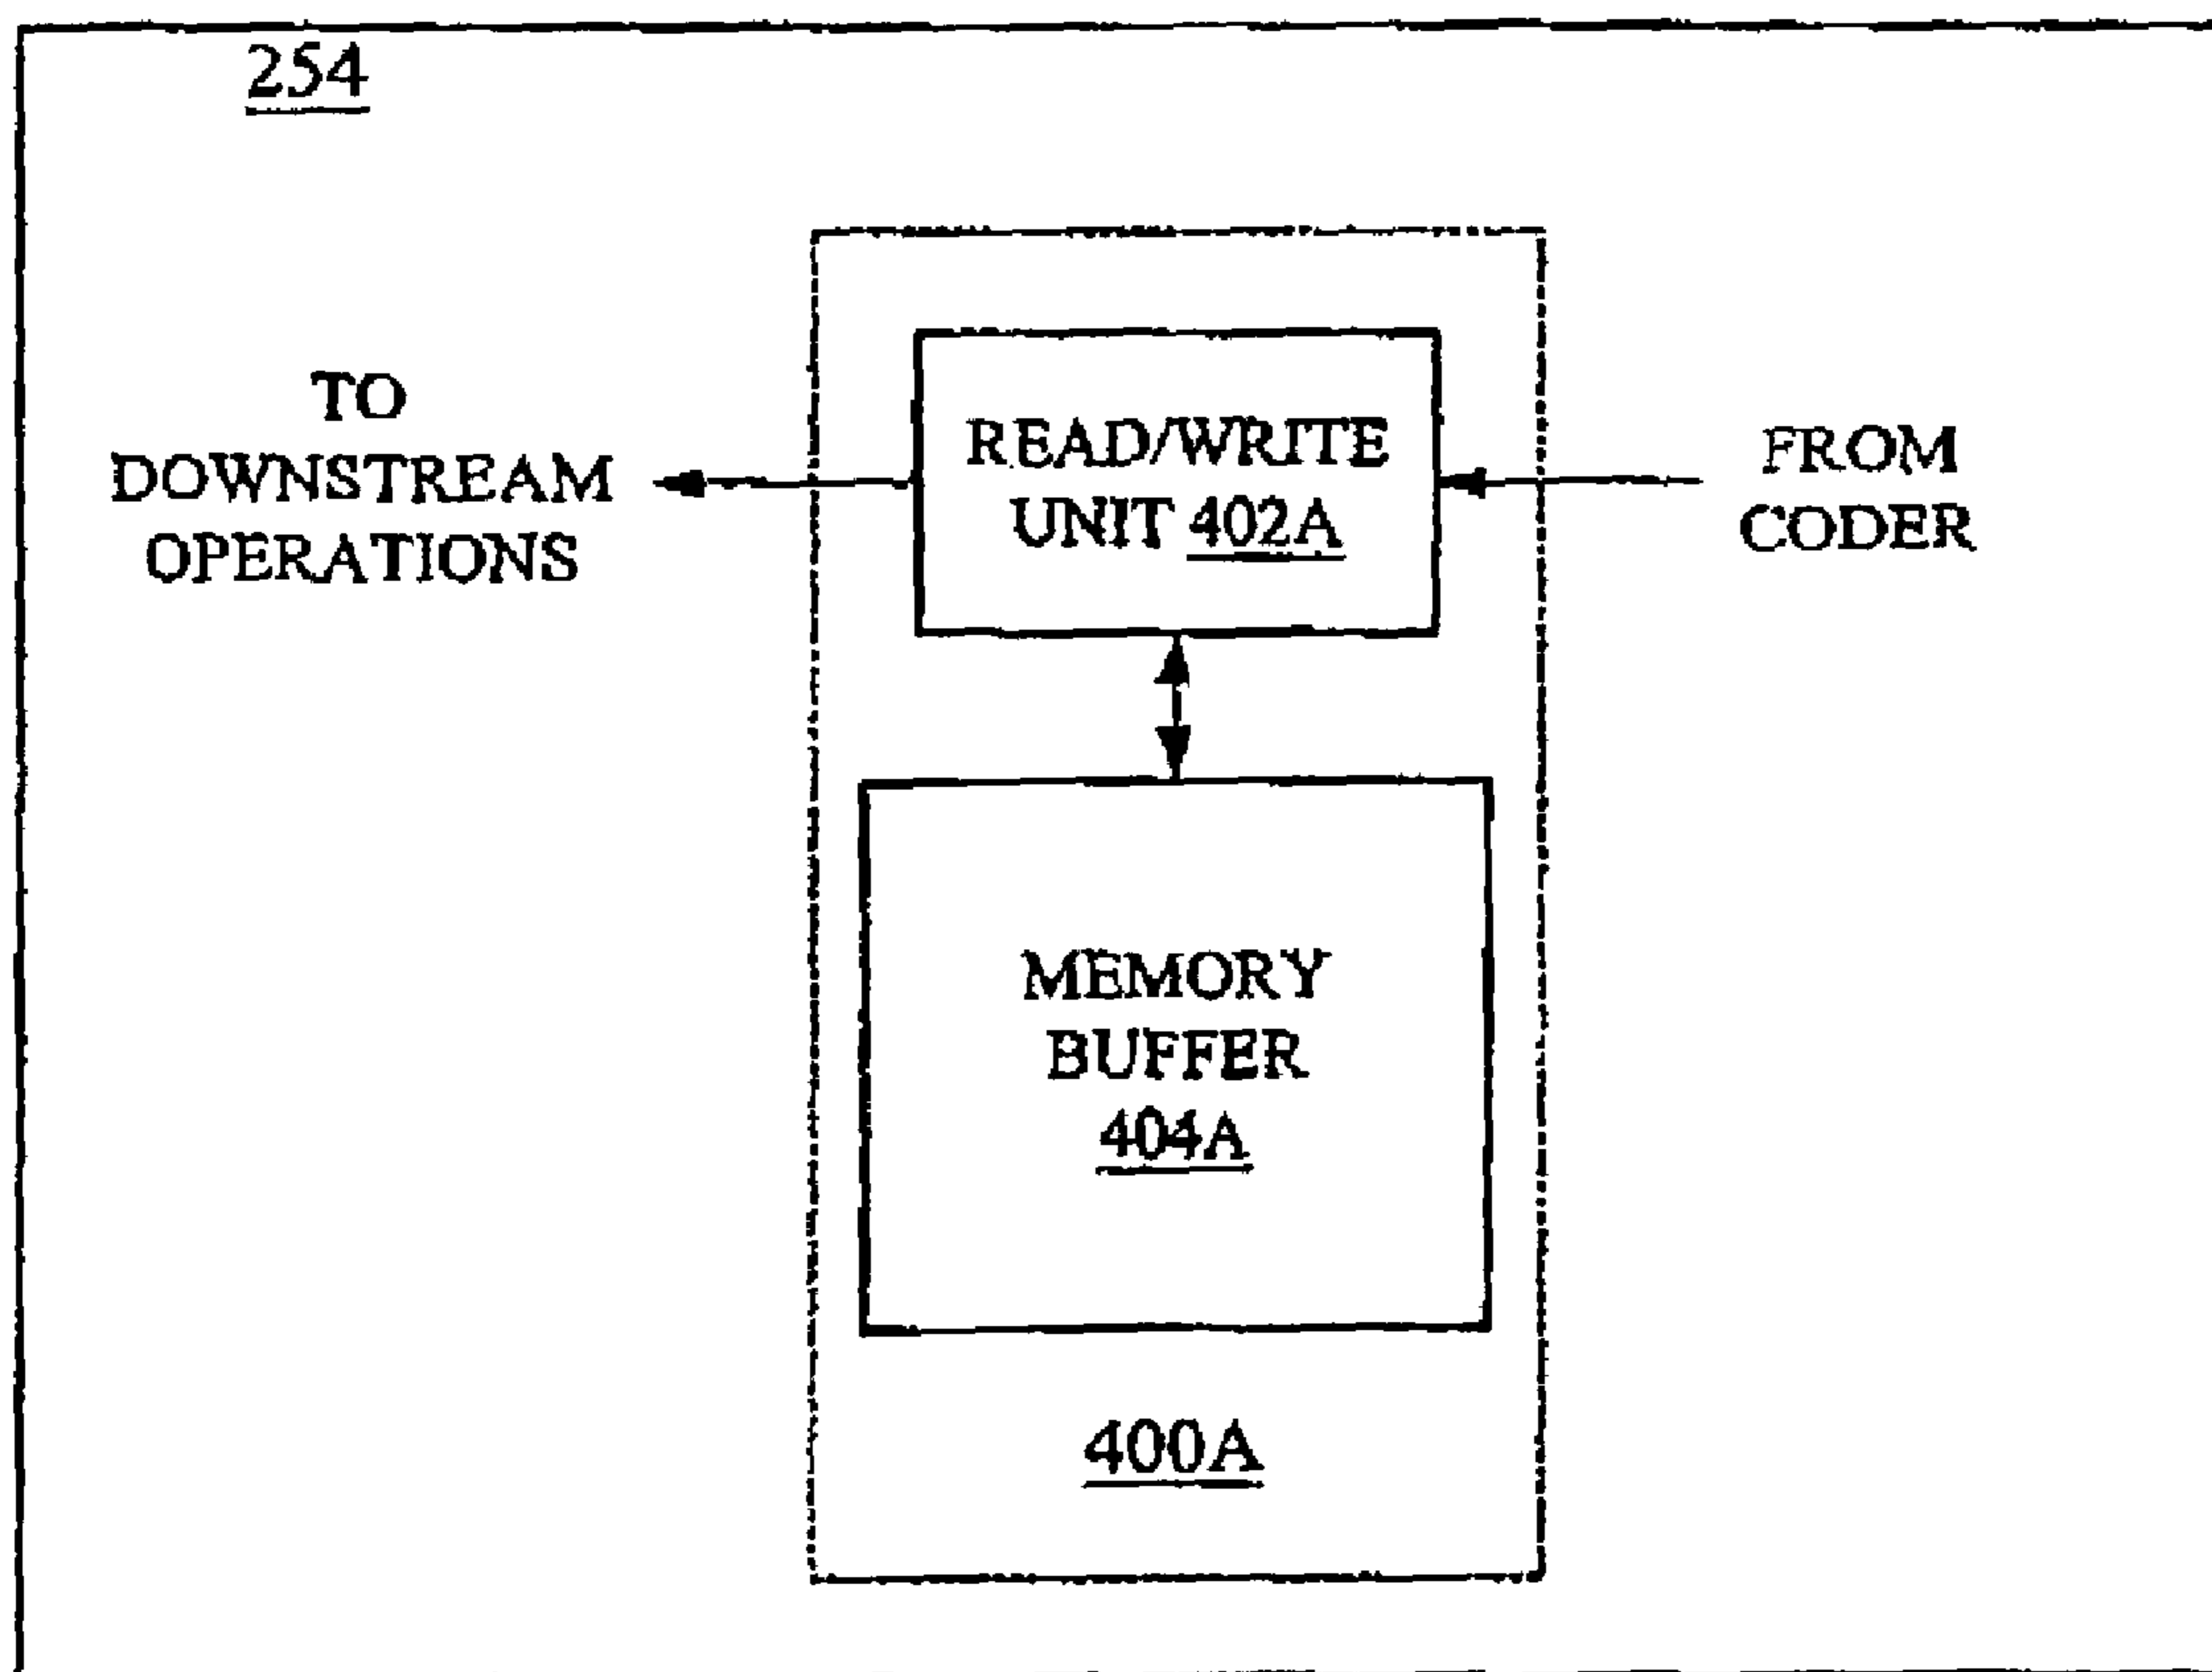 254
TO
DOWNSTREAM
OPERATIONS
READ/WRITE
UNIT 402A
FROM
CODER
MEMORY
BUFFER
404A
400A